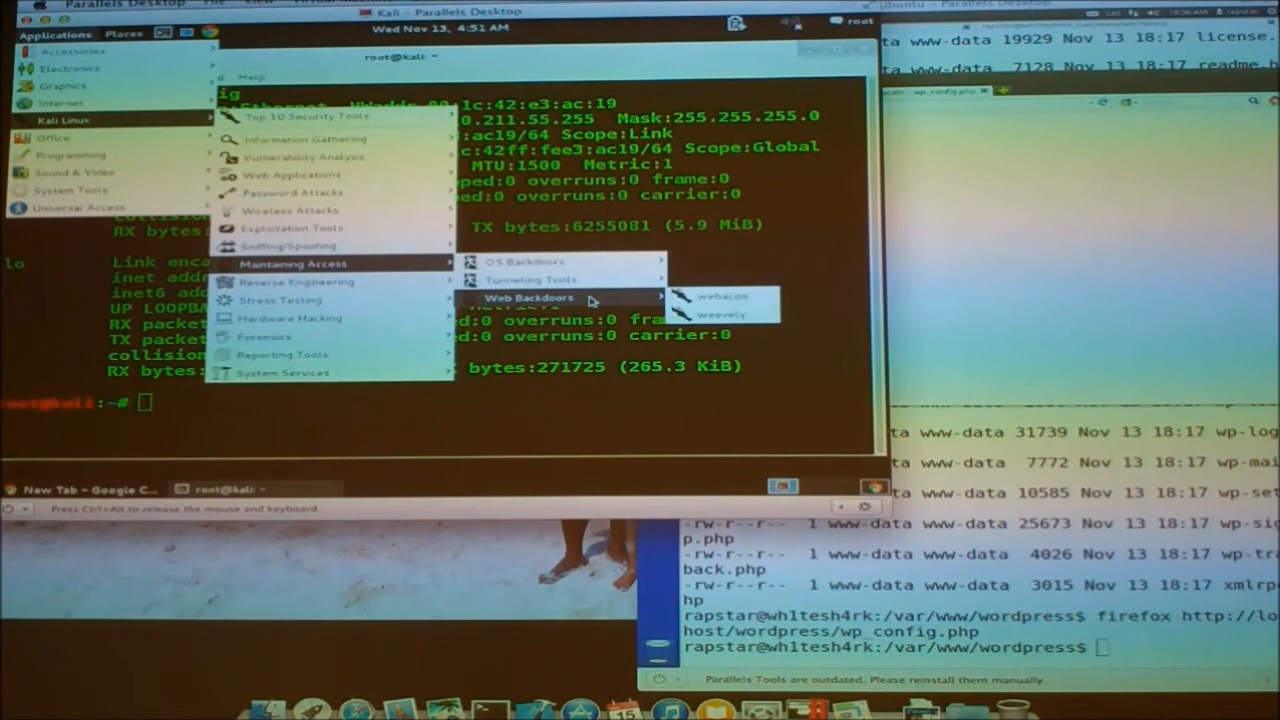 Parallels Desktop
Kali - Parallels Desktop
Ubuntu - Parallels Desktop
Applications Places
Wed Nov 13, 4:51 AM
root
root@kali: ~
Help
Accessories
Electronics
Graphics
Internet
Kali Linux
Office
Programming
Sound & Video
System Tools
Universal Access
Top 10 Security Tools
Information Gathering
Vulnerability Analysis
Web Applications
Password Attacks
Wireless Attacks
Exploitation Tools
Sniffing/Spoofing
Maintaining Access
Reverse Engineering
Stress Testing
Hardware Hacking
Forensics
Reporting Tools
System Services
OS Backdoors
Tunneling Tools
Web Backdoors
webacoo
weevely
ig
1c:42:e3:ac:19
0.211.55.255 Mask:255.255.255.0
:ac19/64 Scope:Link
c:42ff:fee3:ac19/64 Scope:Global
MTU:1500 Metric:1
ped:0 overruns:0 frame:0
ped:0 overruns:0 carrier:0
RX bytes: TX bytes:6255081 (5.9 MiB)
lo Link enca
inet addr
inet6 add
UP LOOPBA
RX packet ed:0 overruns:0 fra
TX packet ed:0 overruns:0 carrier:0
collision
RX bytes: bytes:271725 (265.3 KiB)
root@kali:~#
New Tab - Google C...
root@kali: ~
Press Ctrl+Alt to release the mouse and keyboard.
ta www-data 19929 Nov 13 18:17 license.
ta www-data 7128 Nov 13 18:17 readme.h
wp_config.php
ta www-data 31739 Nov 13 18:17 wp-log
ta www-data 7772 Nov 13 18:17 wp-mai
ta www-data 10585 Nov 13 18:17 wp-set
-rw-r--r-- 1 www-data www-data 25673 Nov 13 18:17 wp-sig
p.php
-rw-r--r-- 1 www-data www-data 4026 Nov 13 18:17 wp-tra
back.php
-rw-r--r-- 1 www-data www-data 3015 Nov 13 18:17 xmlrp
hp
rapstar@wh1tesh4rk:/var/www/wordpress$ firefox http://lo
host/wordpress/wp_config.php
rapstar@wh1tesh4rk:/var/www/wordpress$
Parallels Tools are outdated. Please reinstall them manually.
15